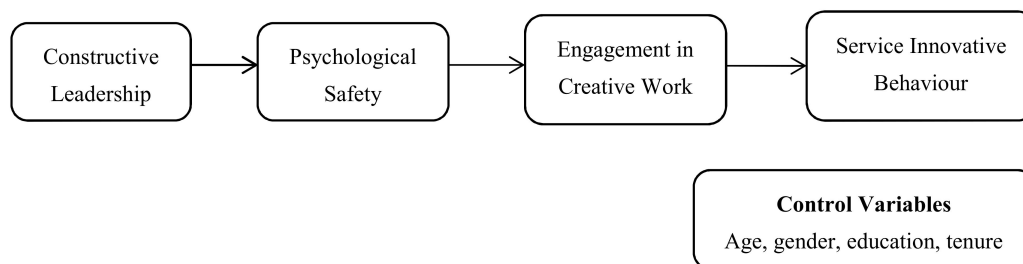 Constructive
Leadership
Psychological
Safety
Engagement in
Creative Work
Service Innovative
Behaviour
Control Variables
Age, gender, education, tenure